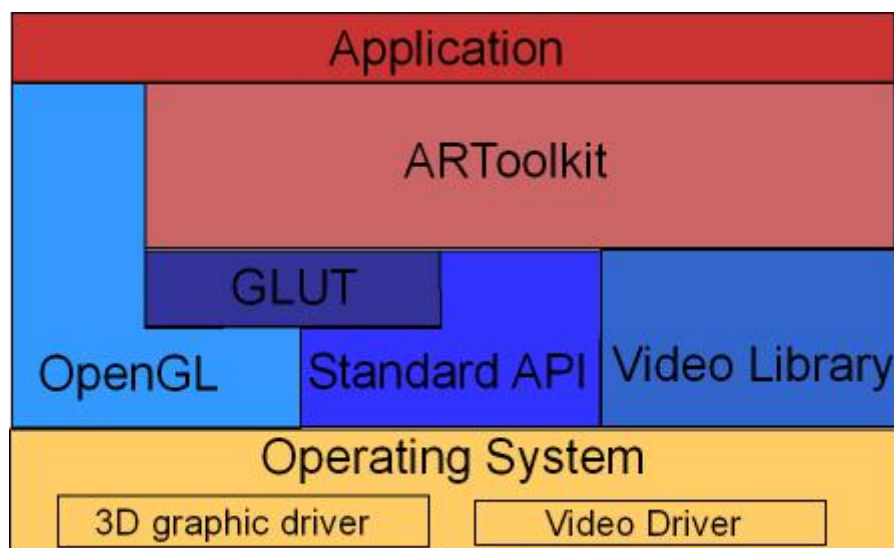 Application
ARToolkit
GLUT
OpenGL
Standard API
Video Library
Operating System
3D graphic driver
Video Driver